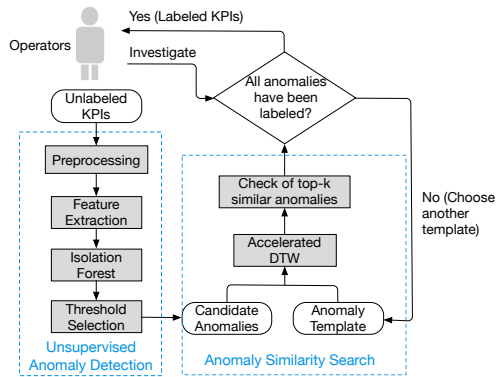 Yes (Labeled KPIs)
Operators
Investigate
All anomalies
have been
labeled?
Unlabeled
KPIs
Preprocessing
Feature
Extraction
Isolation
Forest
Threshold
Selection
Unsupervised
Anomaly Detection
Check of top-k
similar anomalies
Accelerated
DTW
Candidate
Anomalies
Anomaly
Template
Anomaly Similarity Search
No (Choose
another
template)